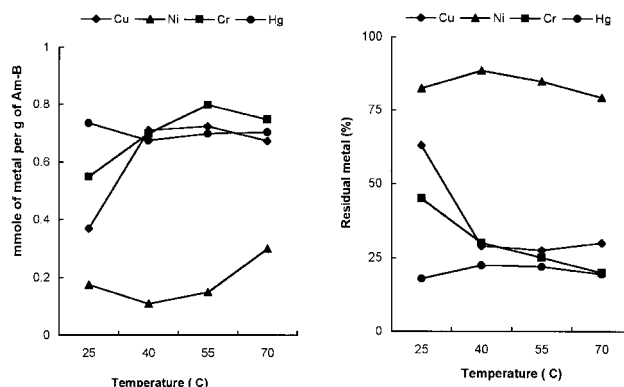 Cu Ni Cr Hg
mmole of metal per g of Am-B
1
0.8
0.6
0.4
0.2
0
25 40 55 70
Temperature ( C)
Cu Ni Cr Hg
Residual metal (%)
100
75
50
25
0
25 40 55 70
Temperature ( C)